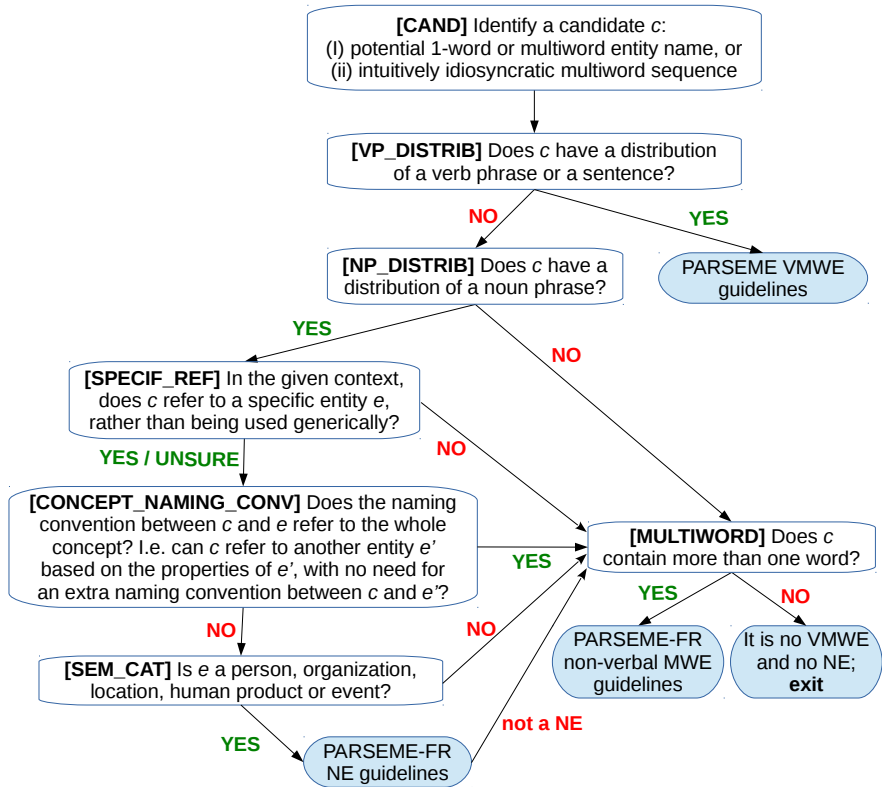 [CAND] Identify a candidate c:
(I) potential 1-word or multiword entity name, or
(ii) intuitively idiosyncratic multiword sequence
[VP_DISTRIB] Does c have a distribution
of a verb phrase or a sentence?
NO
YES
[NP_DISTRIB] Does c have a
distribution of a noun phrase?
PARSEME VMWE
guidelines
YES
NO
[SPECIF_REF] In the given context,
does c refer to a specific entity e,
rather than being used generically?
YES / UNSURE
NO
[CONCEPT_NAMING_CONV] Does the naming
convention between c and e refer to the whole
concept? I.e. can c refer to another entity e'
based on the properties of e', with no need for
an extra naming convention between c and e'?
YES
[MULTIWORD] Does c
contain more than one word?
NO
NO
YES
NO
[SEM_CAT] Is e a person, organization,
location, human product or event?
PARSEME-FR
non-verbal MWE
guidelines
It is no VMWE
and no NE;
exit
YES
not a NE
PARSEME-FR
NE guidelines